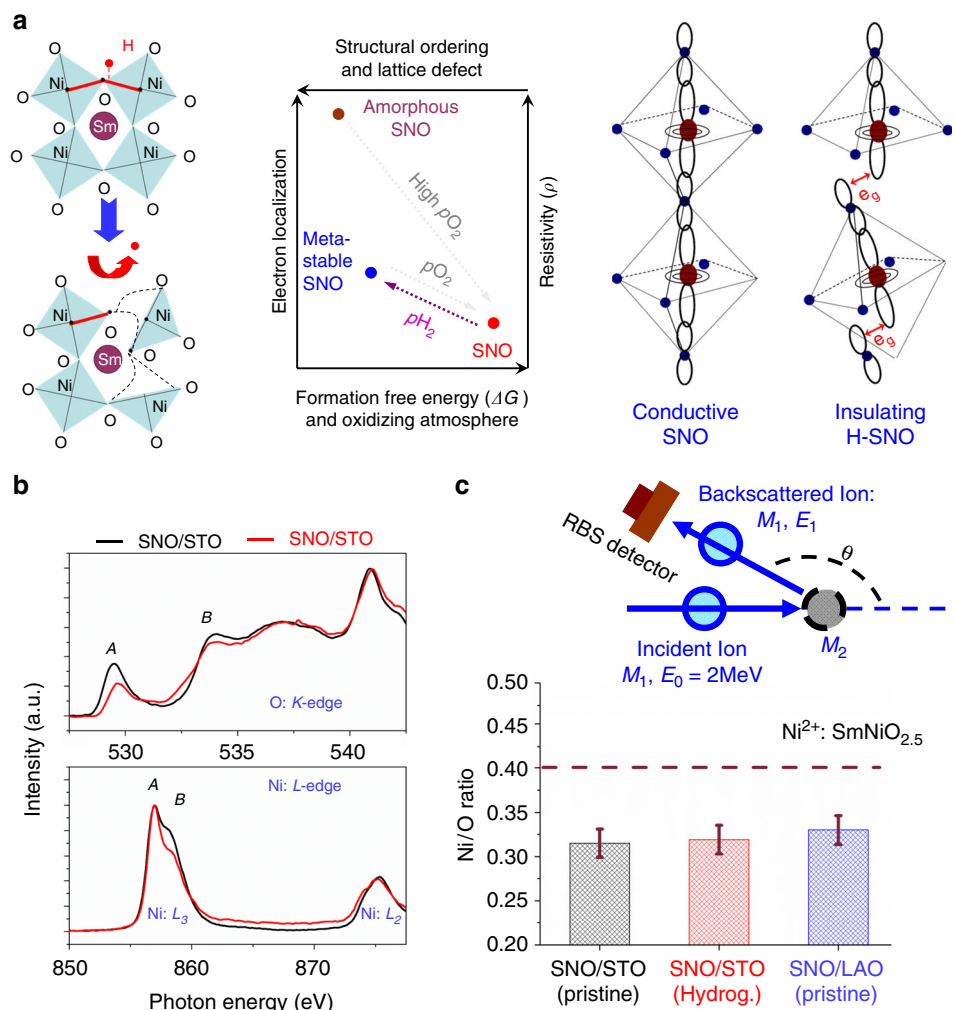 a
H
O
O
Ni
Ni
O
O
O
Sm
O
O
Ni
Ni
O
O
O
O
O
Ni
Ni
O
O
Sm
O
Ni
Ni
O
O
O
O
Structural ordering
and lattice defect
Amorphous
SNO
High pO2
Meta-
stable
SNO
pO2
pH2
SNO
Electron localization
Resistivity (ρ)
Formation free energy (ΔG)
and oxidizing atmosphere
eg
eg
Conductive
SNO
Insulating
H-SNO
b
SNO/STO
SNO/STO
A
B
O: K-edge
530
535
540
A
B
Ni: L-edge
Ni: L3
Ni: L2
850
860
870
Intensity (a.u.)
Photon energy (eV)
c
Backscattered Ion:
M1, E1
RBS detector
θ
Incident Ion
M1, E0 = 2MeV
M2
0.50
0.45
0.40
0.35
0.30
0.25
0.20
Ni/O ratio
Ni2+: SmNiO2.5
SNO/STO
(pristine)
SNO/STO
(Hydrog.)
SNO/LAO
(pristine)